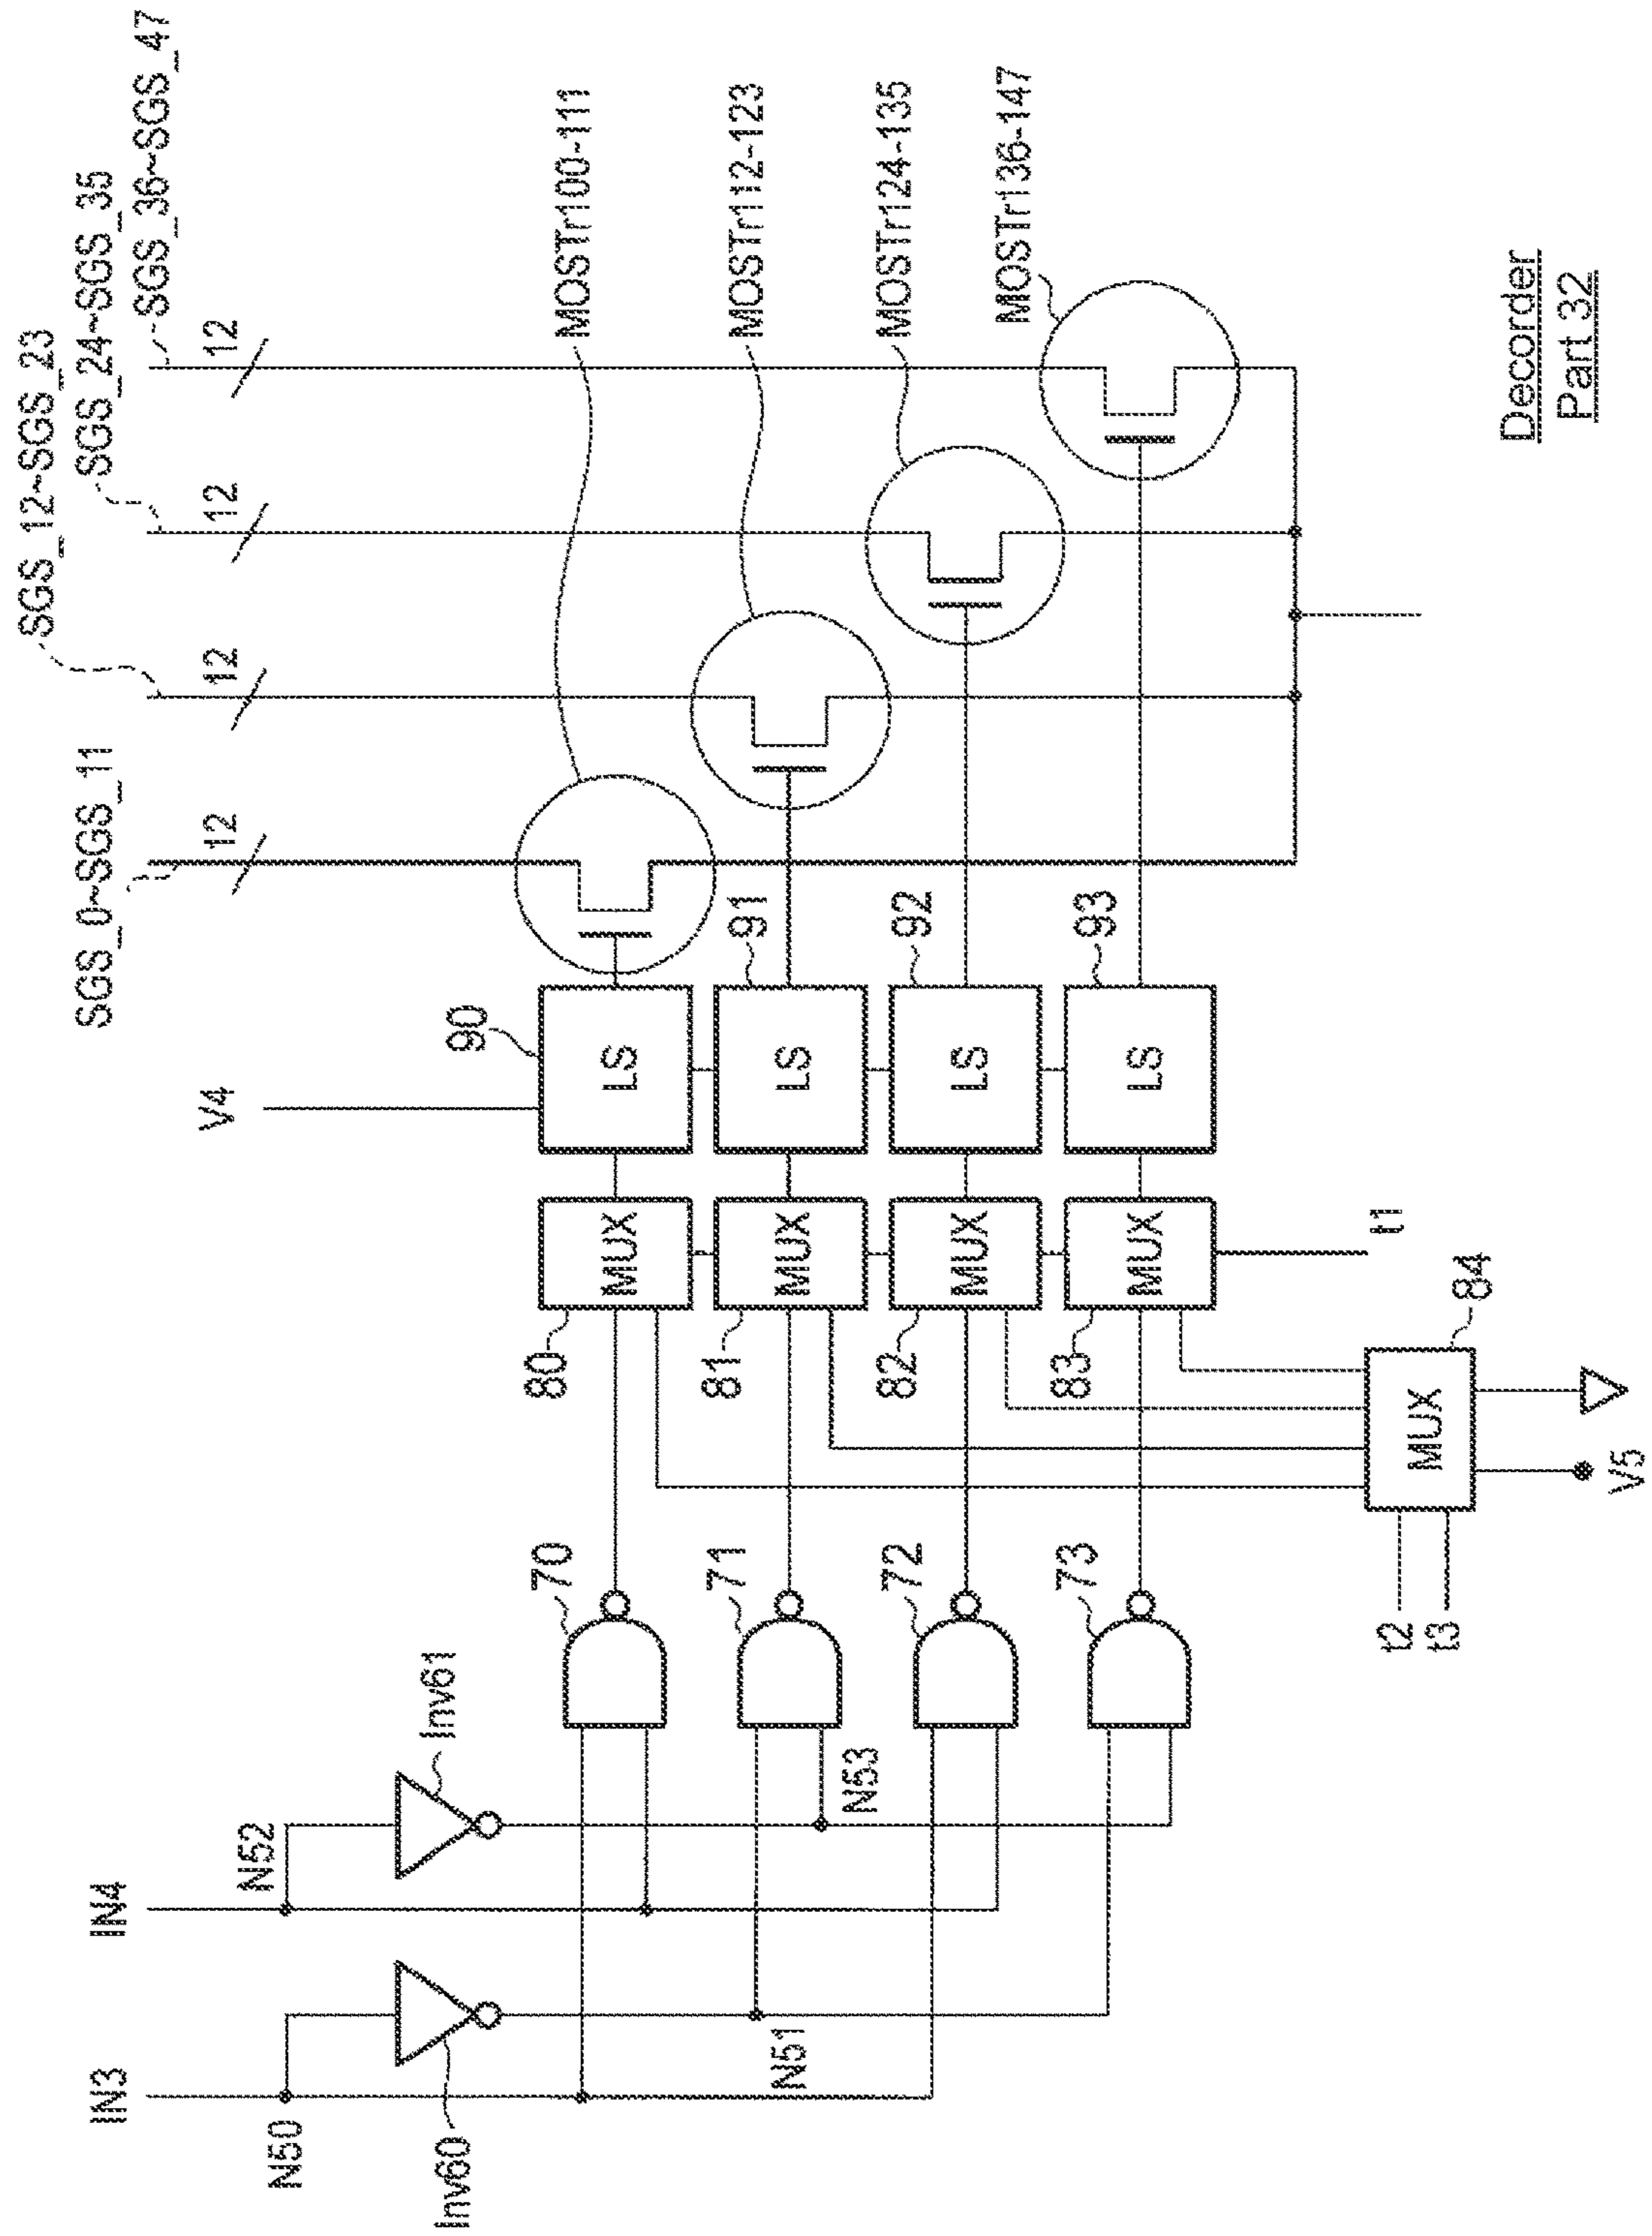 SGS_12~SGS_23
SGS_24~SGS_35
SGS_0~SGS_11
SGS_36~SGS_47
12
12
12
12
MOSTr100-111
MOSTr112-123
MOSTr124-135
MOSTr136-147
V4
90
91
92
93
LS
LS
LS
LS
MUX
MUX
MUX
MUX
80
81
82
83
t1
84
MUX
V5
t2
t3
70
71
72
73
IN4
N52
Inv61
N53
IN3
N50
Inv60
N51
Decorder
Part 32